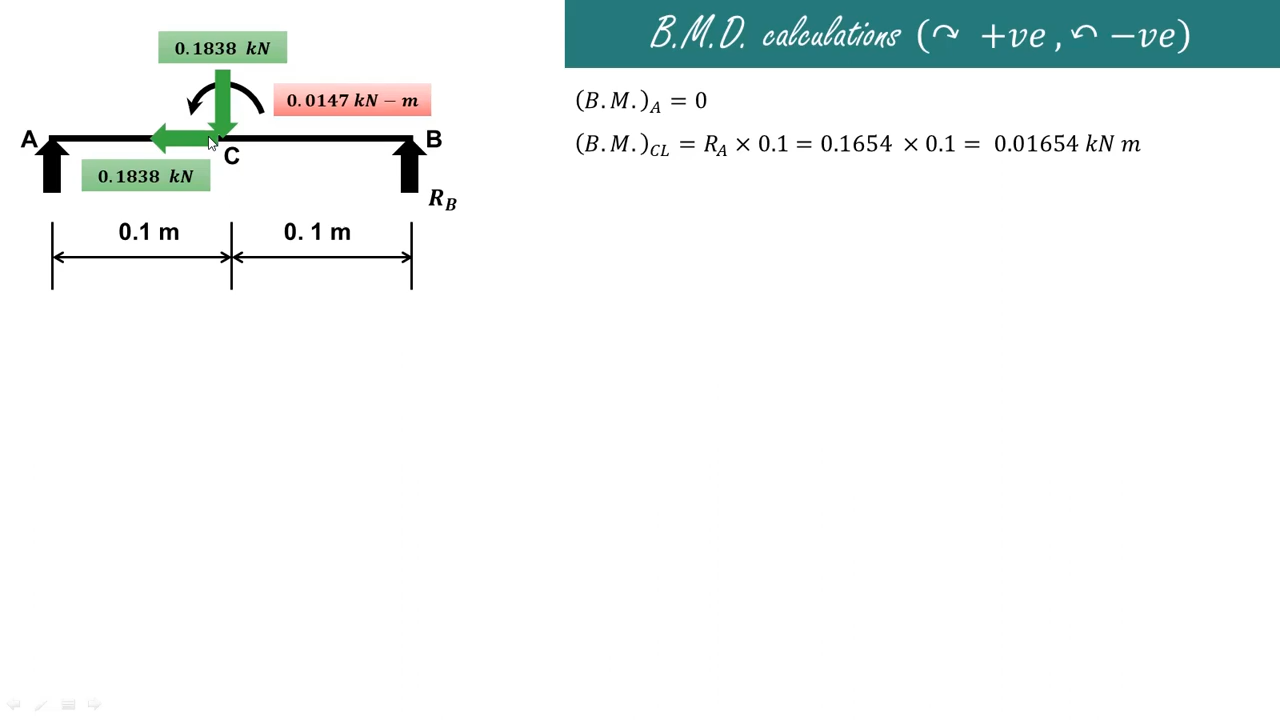 0.1838 kN
0.0147 kN − m
A
B
C
0.1838 kN
R_B
0.1 m
0. 1 m
B.M.D. calculations (↷ +ve , ↶ −ve)
(B.M.)_A = 0
(B.M.)_CL = R_A × 0.1 = 0.1654 × 0.1 = 0.01654 kN m